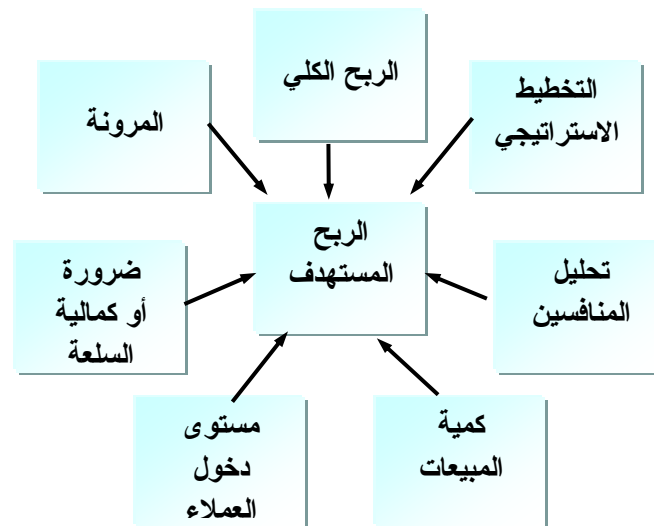 الربح الكلي
التخطيط
الاستراتيجي
المرونة
الربح
المستهدف
ضرورة
أو كمالية
السلعة
تحليل
المنافسين
مستوى
دخول
العملاء
كمية
المبيعات